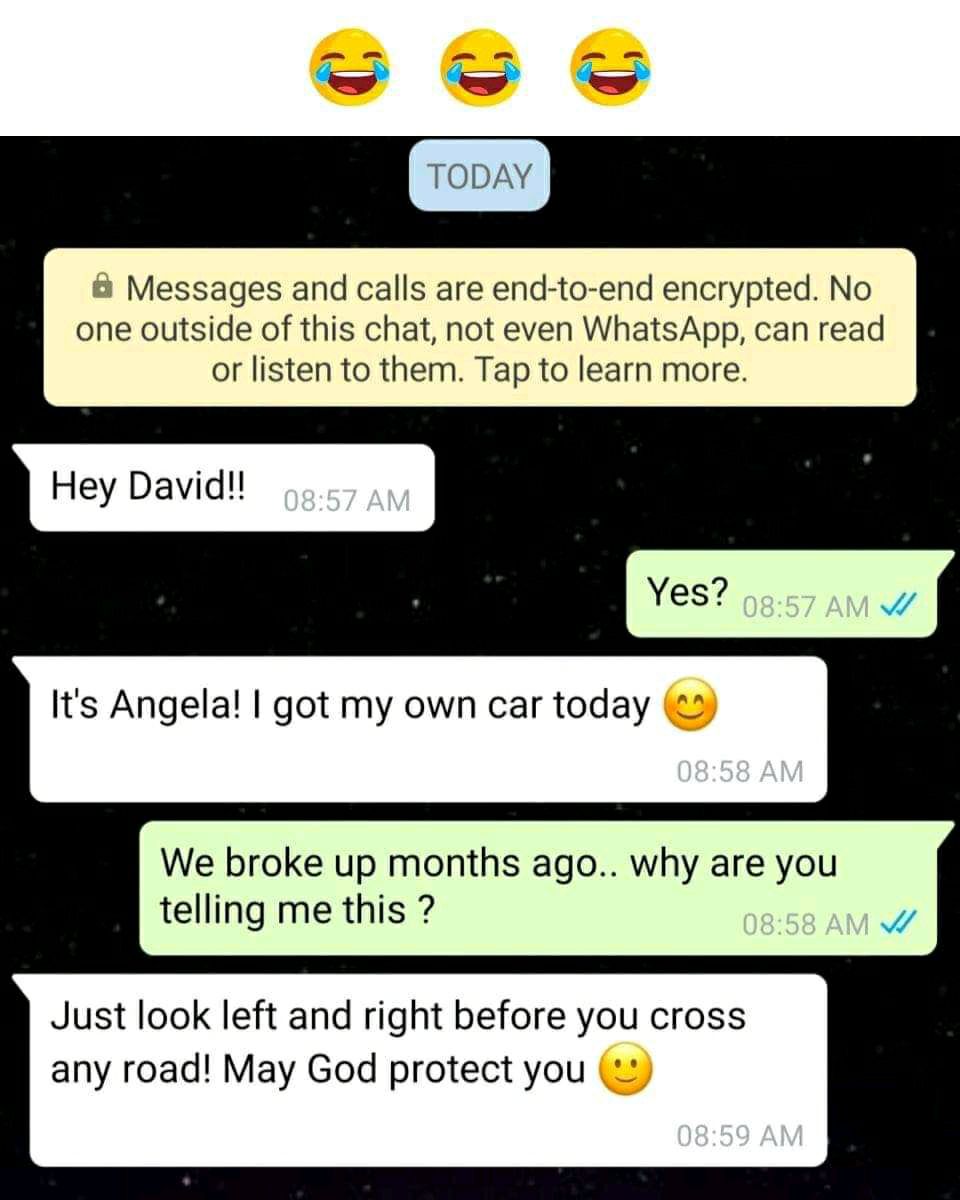 TODAY
Messages and calls are end-to-end encrypted. No
one outside of this chat, not even WhatsApp, can read
or listen to them. Tap to learn more.
Hey David!! 08:57 AM
Yes? 08:57 AM
It's Angela! I got my own car today 😊
08:58 AM
We broke up months ago.. why are you
telling me this ? 08:58 AM
Just look left and right before you cross
any road! May God protect you 🙂
08:59 AM